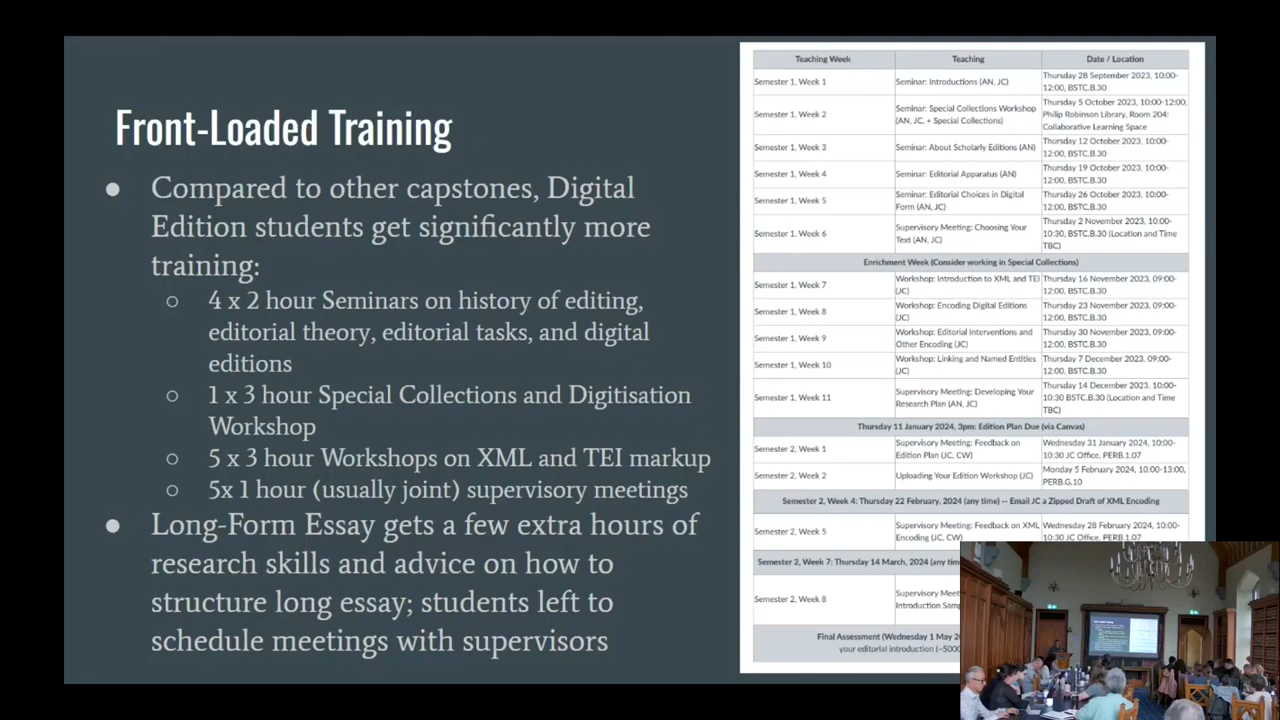 Front-Loaded Training
● Compared to other capstones, Digital
Edition students get significantly more
training:
○ 4 x 2 hour Seminars on history of editing,
editorial theory, editorial tasks, and digital
editions
○ 1 x 3 hour Special Collections and Digitisation
Workshop
○ 5 x 3 hour Workshops on XML and TEI markup
○ 5x 1 hour (usually joint) supervisory meetings
● Long-Form Essay gets a few extra hours of
research skills and advice on how to
structure long essay; students left to
schedule meetings with supervisors
Teaching Week Teaching Date / Location
Semester 1, Week 1 Seminar: Introductions (AN, JC) Thursday 28 September 2023, 10:00-
12:00, BSTC.B.30
Semester 1, Week 2 Seminar: Special Collections Workshop
(AN, JC, + Special Collections) Thursday 5 October 2023, 10:00-12:00,
Philip Robinson Library, Room 204:
Collaborative Learning Space
Semester 1, Week 3 Seminar: About Scholarly Editions (AN) Thursday 12 October 2023, 10:00-
12:00, BSTC.B.30
Semester 1, Week 4 Seminar: Editorial Apparatus (AN) Thursday 19 October 2023, 10:00-
12:00, BSTC.B.30
Semester 1, Week 5 Seminar: Editorial Choices in Digital
Form (AN, JC) Thursday 26 October 2023, 10:00-
12:00, BSTC.B.30
Semester 1, Week 6 Supervisory Meeting: Choosing Your
Text (AN, JC) Thursday 2 November 2023, 10:00-
10:30, BSTC.B.30 (Location and Time
TBC)
Enrichment Week (Consider working in Special Collections)
Semester 1, Week 7 Workshop: Introduction to XML and TEI
(JC) Thursday 16 November 2023, 09:00-
12:00, BSTC.B.30
Semester 1, Week 8 Workshop: Encoding Digital Editions
(JC) Thursday 23 November 2023, 09:00-
12:00, BSTC.B.30
Semester 1, Week 9 Workshop: Editorial Interventions and
Other Encoding (JC) Thursday 30 November 2023, 09:00-
12:00, BSTC.B.30
Semester 1, Week 10 Workshop: Linking and Named Entities
(JC) Thursday 7 December 2023, 09:00-
12:00, BSTC.B.30
Semester 1, Week 11 Supervisory Meeting: Developing Your
Research Plan (AN, JC) Thursday 14 December 2023, 10:00-
10:30 BSTC.B.30 (Location and Time
TBC)
Thursday 11 January 2024, 3pm: Edition Plan Due (via Canvas)
Semester 2, Week 1 Supervisory Meeting: Feedback on
Edition Plan (JC, CW) Wednesday 31 January 2024, 10:00-
10:30 JC Office, PERB.1.07
Semester 2, Week 2 Uploading Your Edition Workshop (JC) Monday 5 February 2024, 10:00-13:00,
PERB.G.10
Semester 2, Week 4: Thursday 22 February, 2024 (any time) -- Email JC a Zipped Draft of XML Encoding
Semester 2, Week 5 Supervisory Meeting: Feedback on XML
Encoding (JC, CW) Wednesday 28 February 2024, 10:00-
10:30 JC Office, PERB.1.07
Semester 2, Week 7: Thursday 14 March, 2024 (any
Semester 2, Week 8 Supervisory
Introduction
Final Assessment (Wednesday 1 May
your editorial introduction